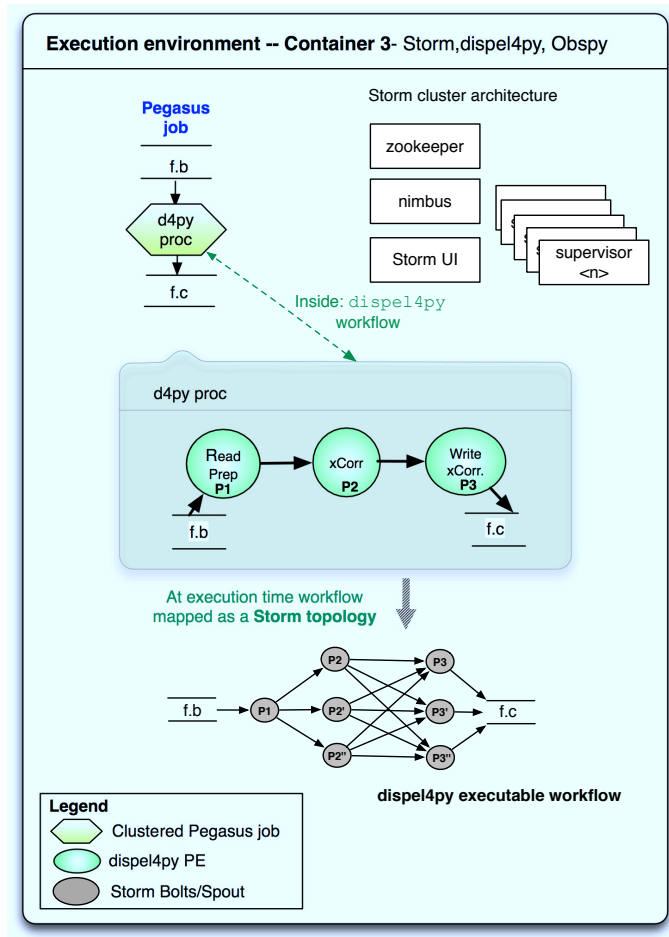 Execution environment -- Container 3- Storm,dispel4py, Obspy
Pegasus
job
f.b
d4py
proc
f.c
Storm cluster architecture
zookeeper
nimbus
Storm UI
supervisor
<n>
Inside: dispel4py
workflow
d4py proc
Read
Prep
P1
xCorr
P2
Write
xCorr.
P3
f.b
f.c
At execution time workflow
mapped as a Storm topology
f.b
P1
P2
P2'
P2"
P3
P3'
P3"
f.c
dispel4py executable workflow
Legend
Clustered Pegasus job
dispel4py PE
Storm Bolts/Spout